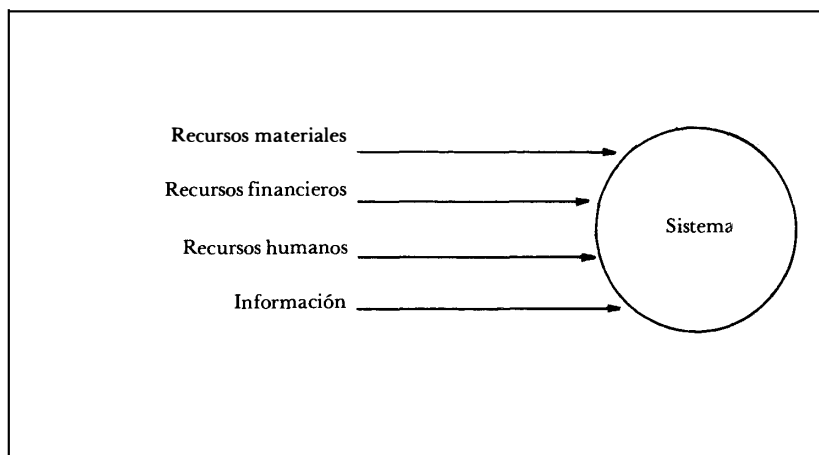 Recursos materiales
Recursos financieros
Recursos humanos
Información
Sistema